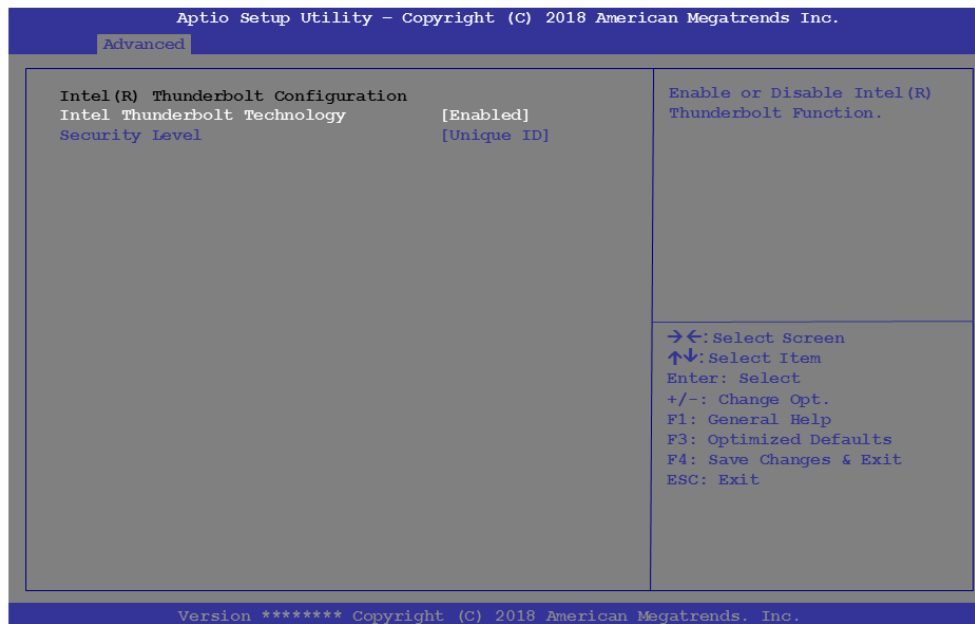 Aptio Setup Utility – Copyright (C) 2018 American Megatrends Inc.
Advanced
Intel(R) Thunderbolt Configuration
Intel Thunderbolt Technology [Enabled]
Security Level [Unique ID]
Enable or Disable Intel(R)
Thunderbolt Function.
→←: Select Screen
↑↓: Select Item
Enter: Select
+/-: Change Opt.
F1: General Help
F3: Optimized Defaults
F4: Save Changes & Exit
ESC: Exit
Version ******** Copyright (C) 2018 American Megatrends. Inc.